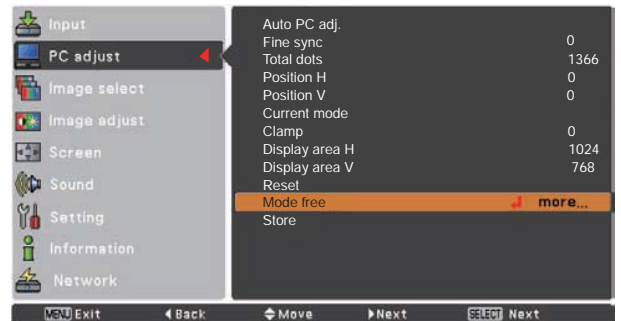 Input
PC adjust
Image select
Image adjust
Screen
Sound
Setting
Information
Network
Auto PC adj.
Fine sync 0
Total dots 1366
Position H 0
Position V 0
Current mode
Clamp 0
Display area H 1024
Display area V 768
Reset
Mode free more...
Store
MENU Exit Back Move Next SELECT Next